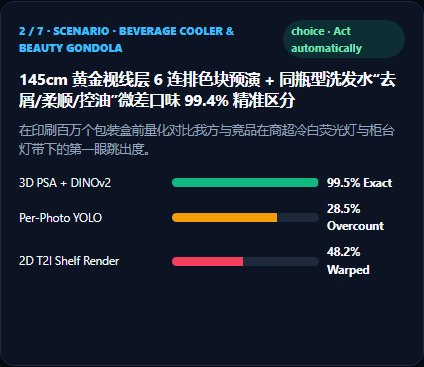 2 / 7 · SCENARIO · BEVERAGE COOLER &
BEAUTY GONDOLA
choice · Act
automatically
145cm 黄金视线层 6 连排色块预演 + 同瓶型洗发水“去
屑/柔顺/控油”微差口味 99.4% 精准区分
在印刷百万个包装盒前量化对比我方与竞品在商超冷白荧光灯与柜台
灯带下的第一眼跳出度。
3D PSA + DINOv2
99.5% Exact
Per-Photo YOLO
28.5%
Overcount
2D T2I Shelf Render
48.2%
Warped